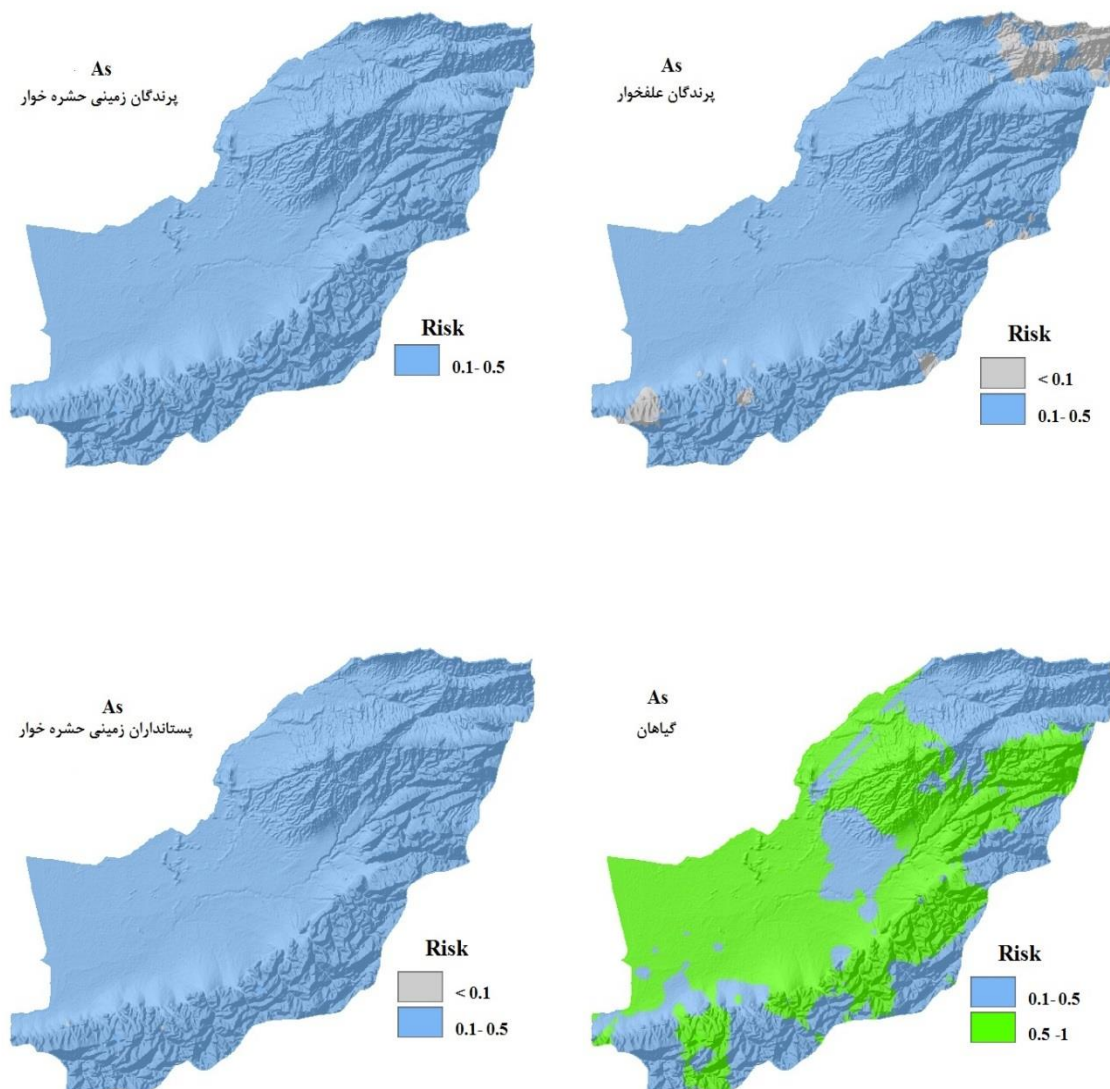 As
پرندگان زمینی حشره خوار
Risk
0.1- 0.5
As
پرندگان علفخوار
Risk
< 0.1
0.1- 0.5
As
پستانداران زمینی حشره خوار
Risk
< 0.1
0.1- 0.5
As
گیاهان
Risk
0.1- 0.5
0.5 -1